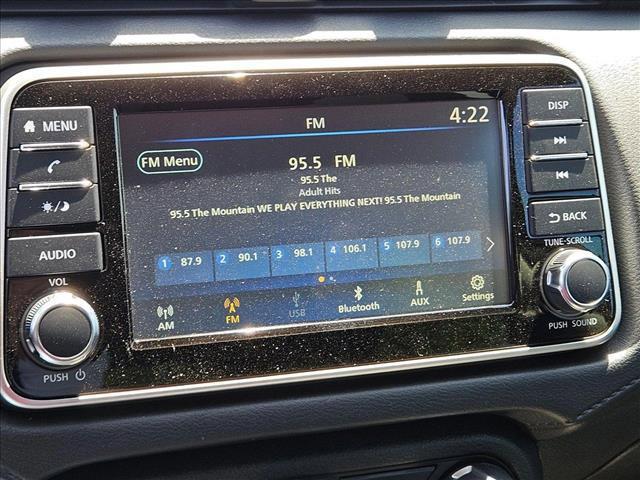 FM
4:22
FM Menu
95.5 FM
95.5 The
Adult Hits
95.5 The Mountain WE PLAY EVERYTHING NEXT! 95.5 The Mountain
1 87.9 2 90.1 3 98.1 4 106.1 5 107.9 6 107.9
AM FM USB Bluetooth AUX Settings
MENU
AUDIO
VOL
PUSH
DISP
BACK
TUNE·SCROLL
PUSH SOUND